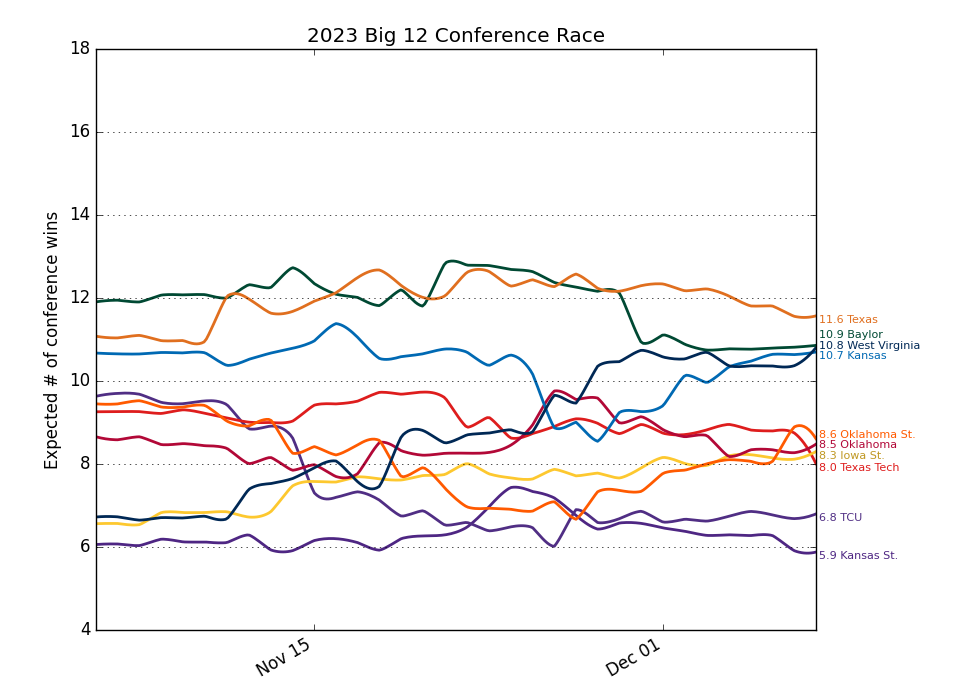 2023 Big 12 Conference Race
Expected # of conference wins
18
16
14
12
10
8
6
4
Nov 15
Dec 01
11.6 Texas
10.9 Baylor
10.8 West Virginia
10.7 Kansas
8.6 Oklahoma St.
8.5 Oklahoma
8.3 Iowa St.
8.0 Texas Tech
6.8 TCU
5.9 Kansas St.